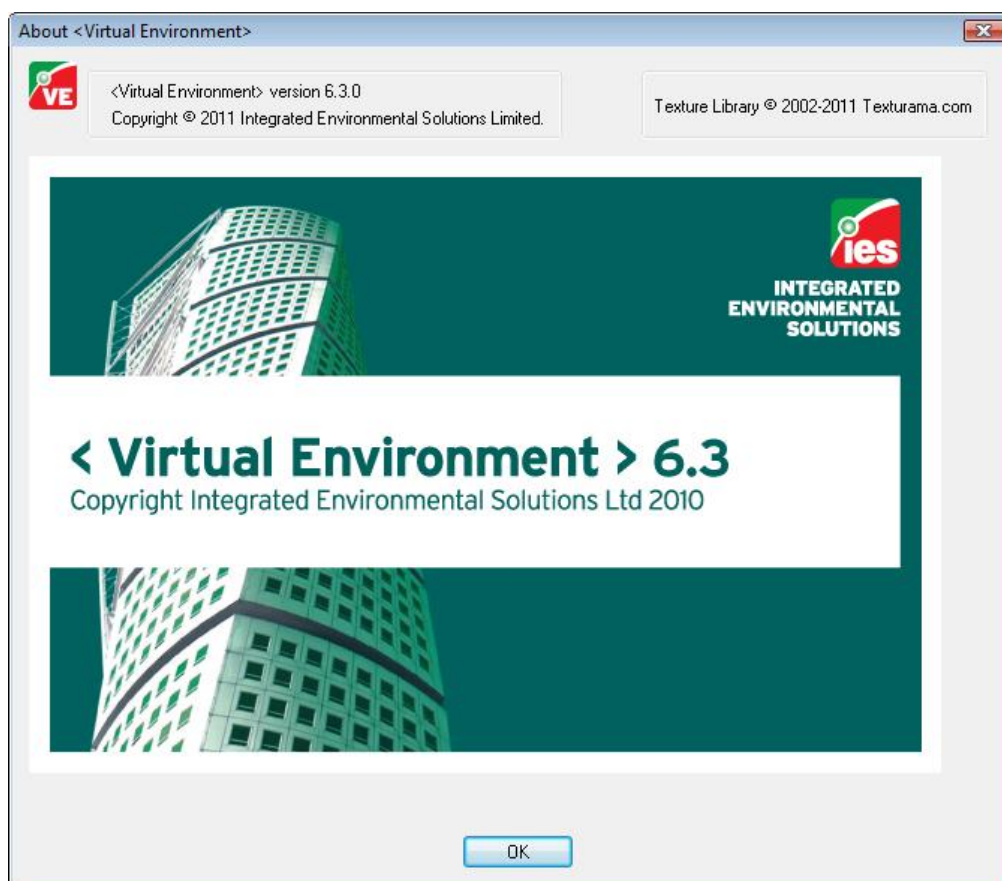 About <Virtual Environment>
VE
<Virtual Environment> version 6.3.0
Copyright © 2011 Integrated Environmental Solutions Limited.
Texture Library © 2002-2011 Texturama.com
ies
INTEGRATED
ENVIRONMENTAL
SOLUTIONS
< Virtual Environment > 6.3
Copyright Integrated Environmental Solutions Ltd 2010
OK